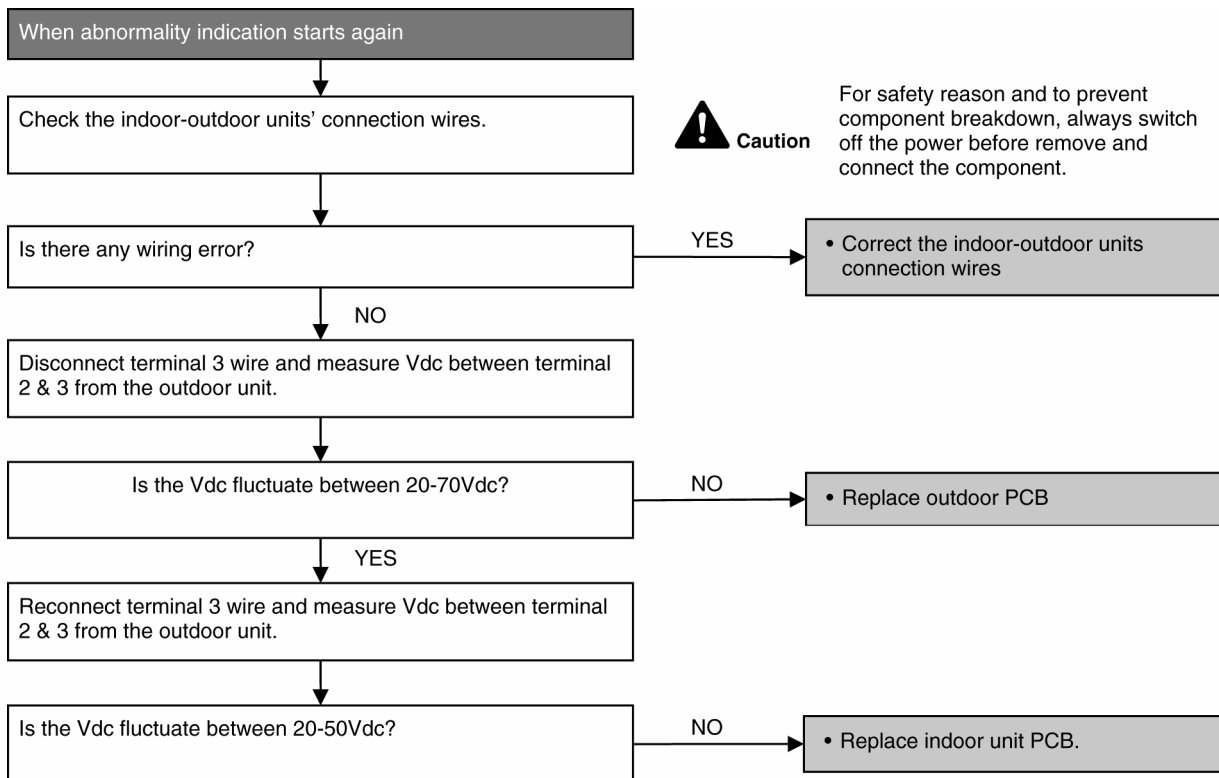 When abnormality indication starts again
Check the indoor-outdoor units' connection wires.
Caution
For safety reason and to prevent
component breakdown, always switch
off the power before remove and
connect the component.
Is there any wiring error?
YES
• Correct the indoor-outdoor units
connection wires
NO
Disconnect terminal 3 wire and measure Vdc between terminal
2 & 3 from the outdoor unit.
Is the Vdc fluctuate between 20-70Vdc?
NO
• Replace outdoor PCB
YES
Reconnect terminal 3 wire and measure Vdc between terminal
2 & 3 from the outdoor unit.
Is the Vdc fluctuate between 20-50Vdc?
NO
• Replace indoor unit PCB.